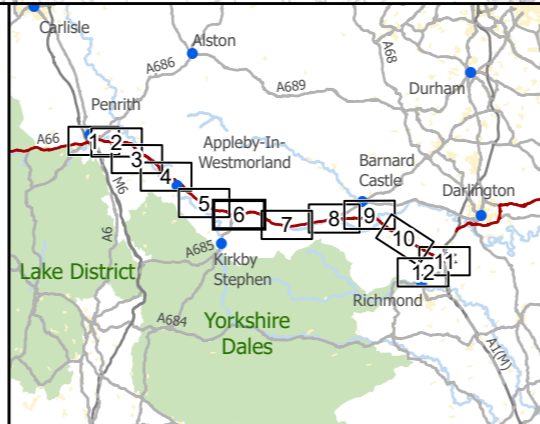 Carlisle
Alston
A68
A686
A689
Durham
Penrith
A66
1
2
3
Appleby-In-
Westmorland
Barnard
Castle
4
M6
5
6
7
8
9
Darlington
A6
10
A685
Kirkby
Stephen
11
12
Lake District
Richmond
A684
Yorkshire
Dales
A1(M)